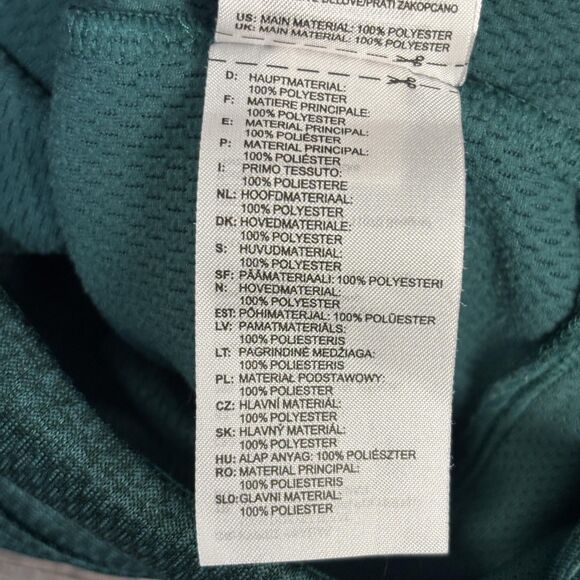 BELOVE/PRATI ZAKOPCANO
US: MAIN MATERIAL: 100% POLYESTER
UK: MAIN MATERIAL: 100% POLYESTER
D: HAUPTMATERIAL:
100% POLYESTER
F: MATIERE PRINCIPALE:
100% POLYESTER
E: MATERIAL PRINCIPAL:
100% POLIÉSTER
P: MATERIAL PRINCIPAL:
100% POLIÉSTER
I: PRIMO TESSUTO:
100% POLIESTERE
NL: HOOFDMATERIAAL:
100% POLYESTER
DK: HOVEDMATERIALE:
100% POLYESTER
S: HUVUDMATERIAL:
100% POLYESTER
SF: PÄÄMATERIAALI: 100% POLYESTERI
N: HOVEDMATERIAL:
100% POLYESTER
EST: PÕHIMATERJAL: 100% POLÜESTER
LV: PAMATMATERIĀLS:
100% POLIESTERIS
LT: PAGRINDINĖ MEDŽIAGA:
100% POLIESTERIS
PL: MATERIAŁ PODSTAWOWY:
100% POLIESTER
CZ: HLAVNÍ MATERIÁL:
100% POLYESTER
SK: HLAVNÝ MATERIÁL:
100% POLYESTER
HU: ALAP ANYAG: 100% POLIÉSZTER
RO: MATERIAL PRINCIPAL:
100% POLIESTERIS
SLO: GLAVNI MATERIAL:
100% POLIESTER